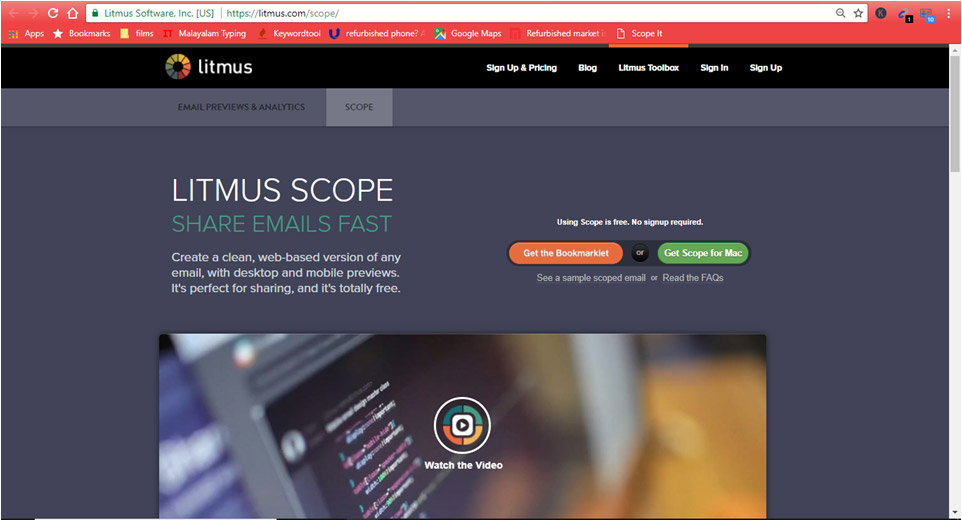 Litmus Software, Inc. [US] | https://litmus.com/scope/
K 1 10
Apps Bookmarks films IT Malayalam Typing Keywordtool refurbished phone? A Google Maps Refurbished market i Scope It
litmus Sign Up & Pricing Blog Litmus Toolbox Sign In Sign Up
EMAIL PREVIEWS & ANALYTICS SCOPE
LITMUS SCOPE
SHARE EMAILS FAST
Create a clean, web-based version of any
email, with desktop and mobile previews.
It's perfect for sharing, and it's totally free.
Using Scope is free. No signup required.
Get the Bookmarklet or Get Scope for Mac
See a sample scoped email or Read the FAQs
Watch the Video